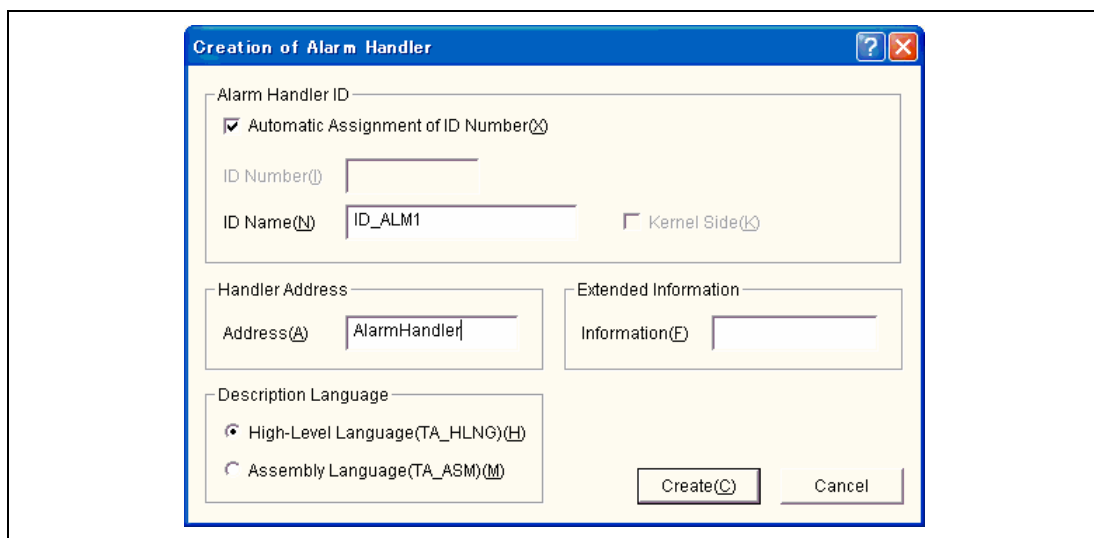 Creation of Alarm Handler
Alarm Handler ID
Automatic Assignment of ID Number(X)
ID Number(I)
ID Name(N) ID_ALM1 Kernel Side(K)
Handler Address
Address(A) AlarmHandler
Extended Information
Information(F)
Description Language
High-Level Language(TA_HLNG)(H)
Assembly Language(TA_ASM)(M)
Create(C) Cancel